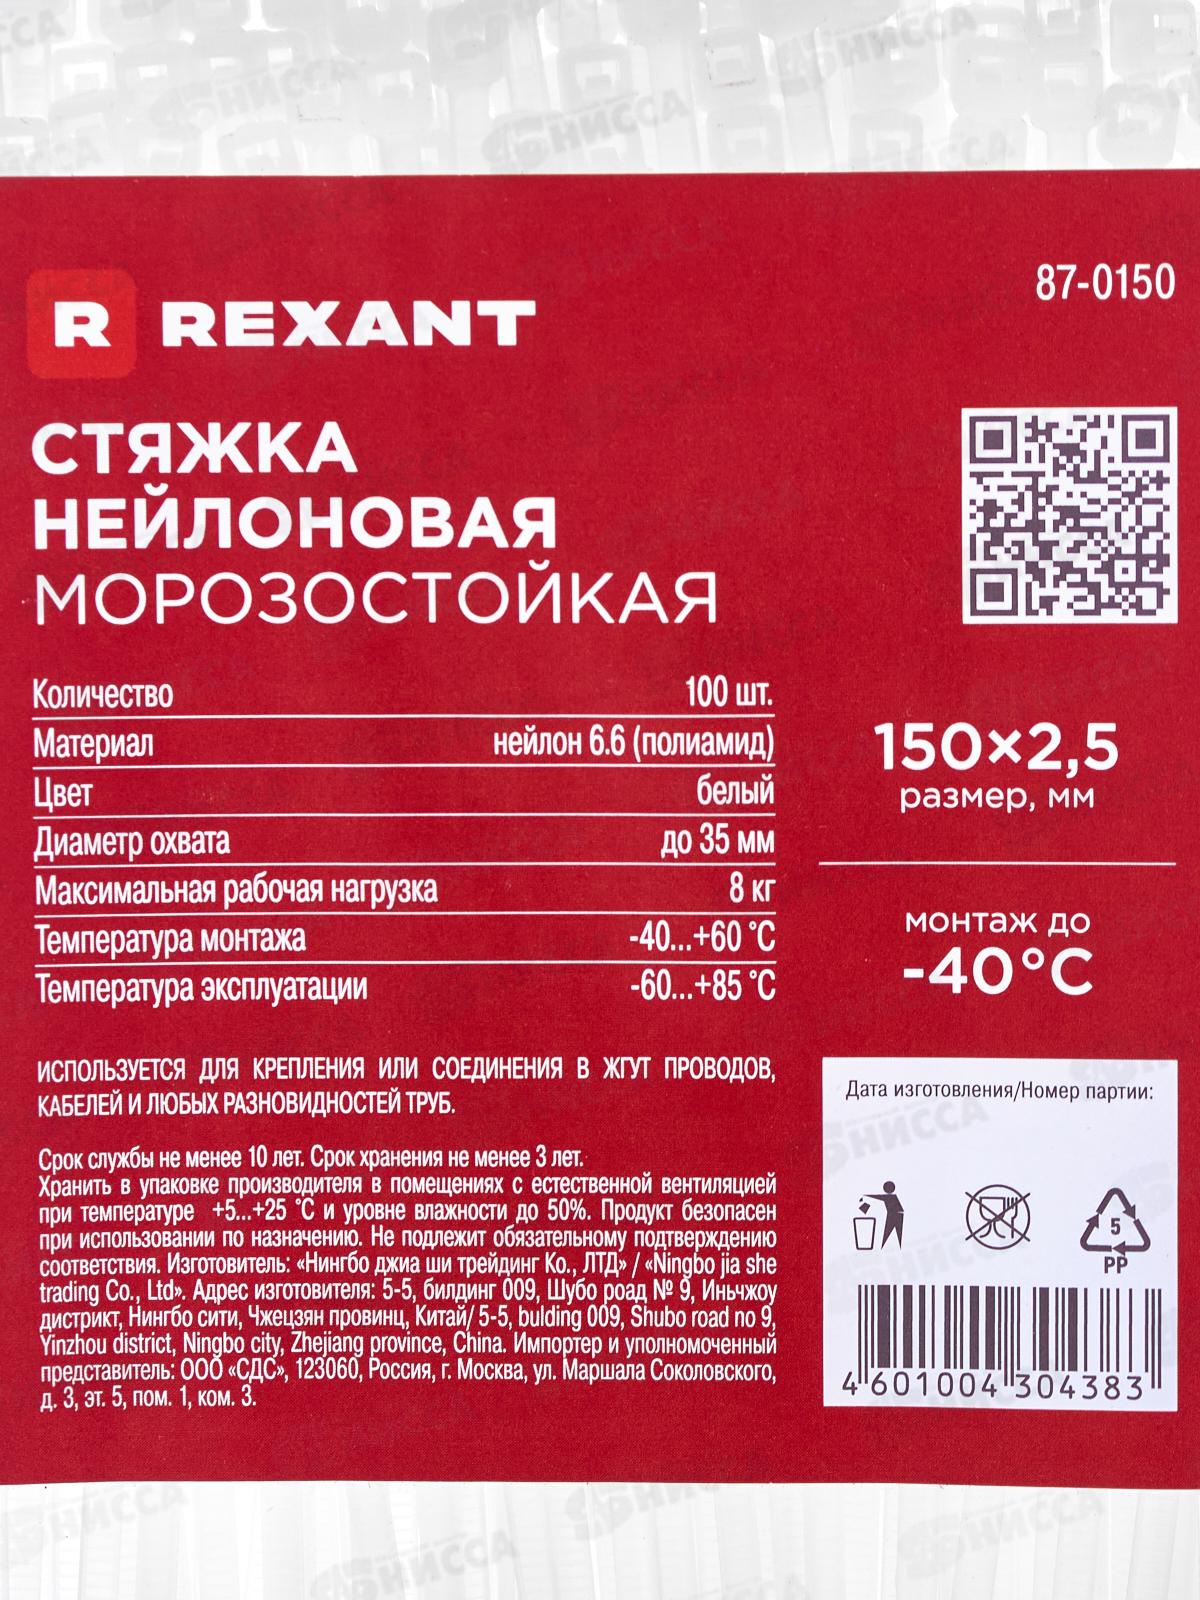 R REXANT
87-0150
СТЯЖКА
НЕЙЛОНОВАЯ
МОРОЗОСТОЙКАЯ
Количество 100 шт.
Материал нейлон 6.6 (полиамид)
Цвет белый
Диаметр охвата до 35 мм
Максимальная рабочая нагрузка 8 кг
Температура монтажа -40...+60 °C
Температура эксплуатации -60...+85 °C
150×2,5
размер, мм
монтаж до
-40°C
ИСПОЛЬЗУЕТСЯ ДЛЯ КРЕПЛЕНИЯ ИЛИ СОЕДИНЕНИЯ В ЖГУТ ПРОВОДОВ,
КАБЕЛЕЙ И ЛЮБЫХ РАЗНОВИДНОСТЕЙ ТРУБ.
Срок службы не менее 10 лет. Срок хранения не менее 3 лет.
Хранить в упаковке производителя в помещениях с естественной вентиляцией
при температуре +5...+25 °C и уровне влажности до 50%. Продукт безопасен
при использовании по назначению. Не подлежит обязательному подтверждению
соответствия. Изготовитель: «Нингбо джиа ши трейдинг Ко., ЛТД» / «Ningbo jia she
trading Co., Ltd». Адрес изготовителя: 5-5, билдинг 009, Шубо роад № 9, Иньчжоу
дистрикт, Нингбо сити, Чжецзян провинц, Китай/ 5-5, bulding 009, Shubo road no 9,
Yinzhou district, Ningbo city, Zhejiang province, China. Импортер и уполномоченный
представитель: ООО «СДС», 123060, Россия, г. Москва, ул. Маршала Соколовского,
д. 3, эт. 5, пом. 1, ком. 3.
Дата изготовления/Номер партии:
5
PP
4 601004 304383